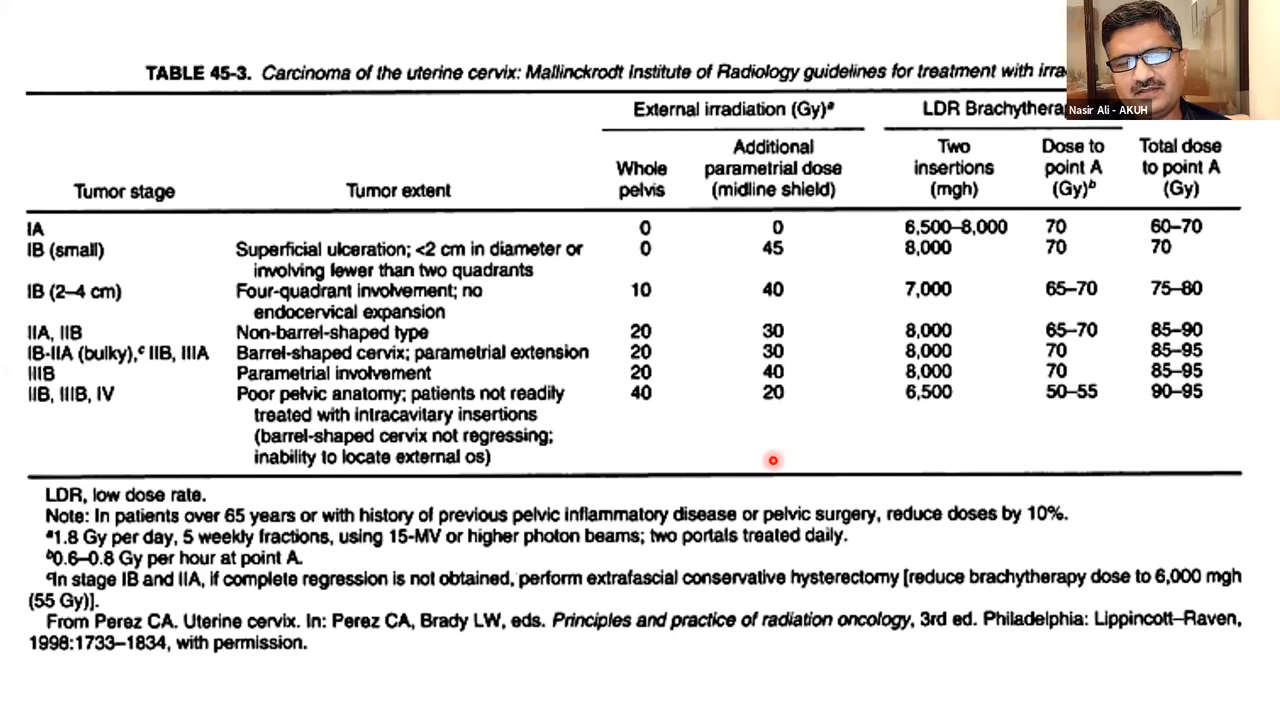 TABLE 45-3. Carcinoma of the uterine cervix: Mallinckrodt Institute of Radiology guidelines for treatment with
Nasir Ali - AKUH
External irradiation (Gy)ᵃ LDR
Tumor stage Tumor extent Whole pelvis Additional parametrial dose (midline shield) Two insertions (mgh) Dose to point A (Gy)ᵇ Total dose to point A (Gy)
IA 0 0 6,500–8,000 70 60–70
IB (small) Superficial ulceration; <2 cm in diameter or 0 45 8,000 70 70
involving fewer than two quadrants
IB (2–4 cm) Four-quadrant involvement; no 10 40 7,000 65–70 75–80
endocervical expansion
IIA, IIB Non-barrel-shaped type 20 30 8,000 65–70 85–90
IB-IIA (bulky),ᶜ IIB, IIIA Barrel-shaped cervix; parametrial extension 20 30 8,000 70 85–95
IIIB Parametrial involvement 20 40 8,000 70 85–95
IIB, IIIB, IV Poor pelvic anatomy; patients not readily 40 20 6,500 50–55 90–95
treated with intracavitary insertions
(barrel-shaped cervix not regressing;
inability to locate external os)
LDR, low dose rate.
Note: In patients over 65 years or with history of previous pelvic inflammatory disease or pelvic surgery, reduce doses by 10%.
ᵃ1.8 Gy per day, 5 weekly fractions, using 15-MV or higher photon beams; two portals treated daily.
ᵇ0.6–0.8 Gy per hour at point A.
ᶜIn stage IB and IIA, if complete regression is not obtained, perform extrafascial conservative hysterectomy [reduce brachytherapy dose to 6,000 mgh
(55 Gy)].
From Perez CA. Uterine cervix. In: Perez CA, Brady LW, eds. Principles and practice of radiation oncology, 3rd ed. Philadelphia: Lippincott–Raven,
1998:1733–1834, with permission.